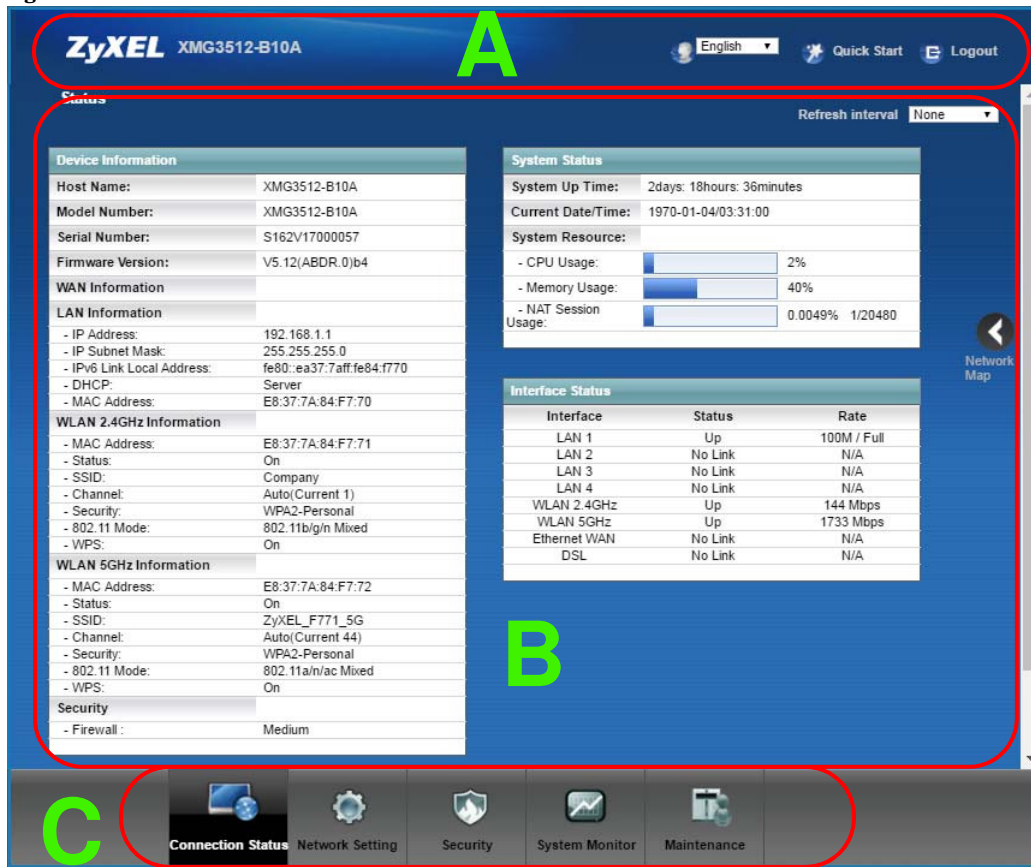 ZyXEL XMG3512-B10A
A
English
Quick Start
Logout
Status
Refresh interval None
Device Information
Host Name: XMG3512-B10A
Model Number: XMG3512-B10A
Serial Number: S162V17000057
Firmware Version: V5.12(ABDR.0)b4
WAN Information
LAN Information
- IP Address: 192.168.1.1
- IP Subnet Mask: 255.255.255.0
- IPv6 Link Local Address: fe80::ea37:7aff:fe84:f770
- DHCP: Server
- MAC Address: E8:37:7A:84:F7:70
WLAN 2.4GHz Information
- MAC Address: E8:37:7A:84:F7:71
- Status: On
- SSID: Company
- Channel: Auto(Current 1)
- Security: WPA2-Personal
- 802.11 Mode: 802.11b/g/n Mixed
- WPS: On
WLAN 5GHz Information
- MAC Address: E8:37:7A:84:F7:72
- Status: On
- SSID: ZyXEL_F771_5G
- Channel: Auto(Current 44)
- Security: WPA2-Personal
- 802.11 Mode: 802.11a/n/ac Mixed
- WPS: On
Security
- Firewall : Medium
System Status
System Up Time: 2days: 18hours: 36minutes
Current Date/Time: 1970-01-04/03:31:00
System Resource:
- CPU Usage: 2%
- Memory Usage: 40%
- NAT Session
Usage: 0.0049% 1/20480
Interface Status
Interface Status Rate
LAN 1 Up 100M / Full
LAN 2 No Link N/A
LAN 3 No Link N/A
LAN 4 No Link N/A
WLAN 2.4GHz Up 144 Mbps
WLAN 5GHz Up 1733 Mbps
Ethernet WAN No Link N/A
DSL No Link N/A
Network
Map
B
C
Connection Status
Network Setting
Security
System Monitor
Maintenance